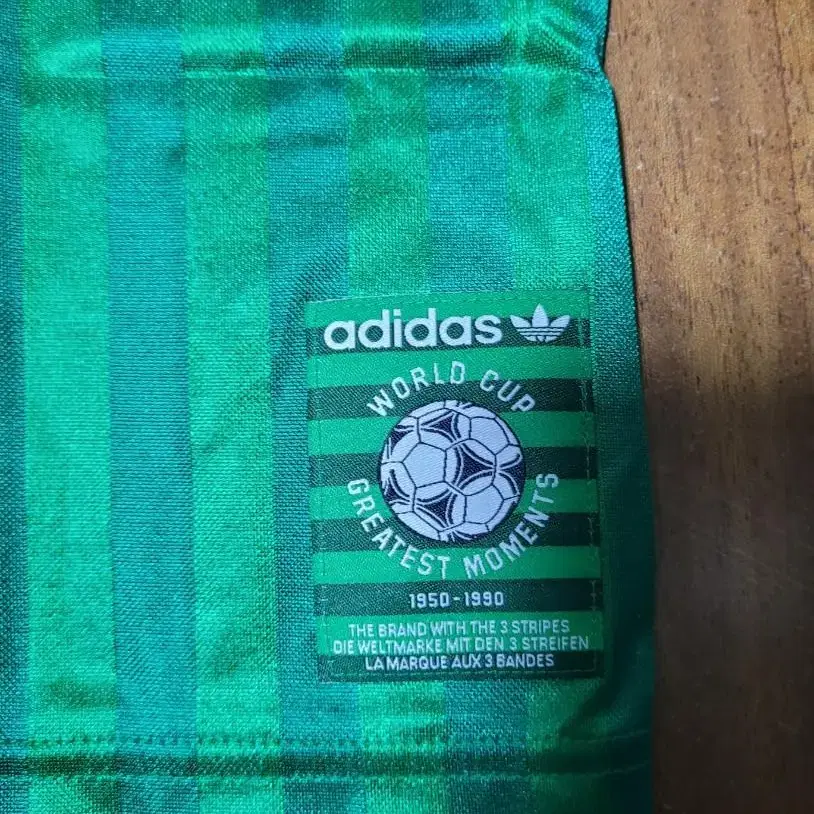 adidas
WORLD CUP
GREATEST MOMENTS
1950-1990
THE BRAND WITH THE 3 STRIPES
DIE WELTMARKE MIT DEN 3 STREIFEN
LA MARQUE AUX 3 BANDES